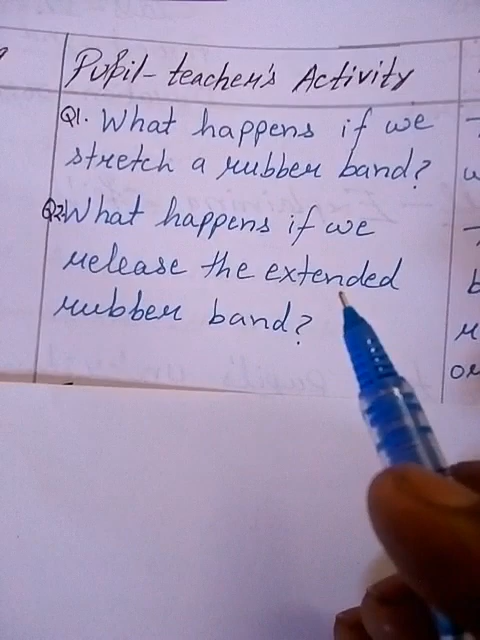 Pupil-teacher's Activity
Q1. What happens if we
stretch a rubber band?
Q2. What happens if we
release the extended
rubber band?